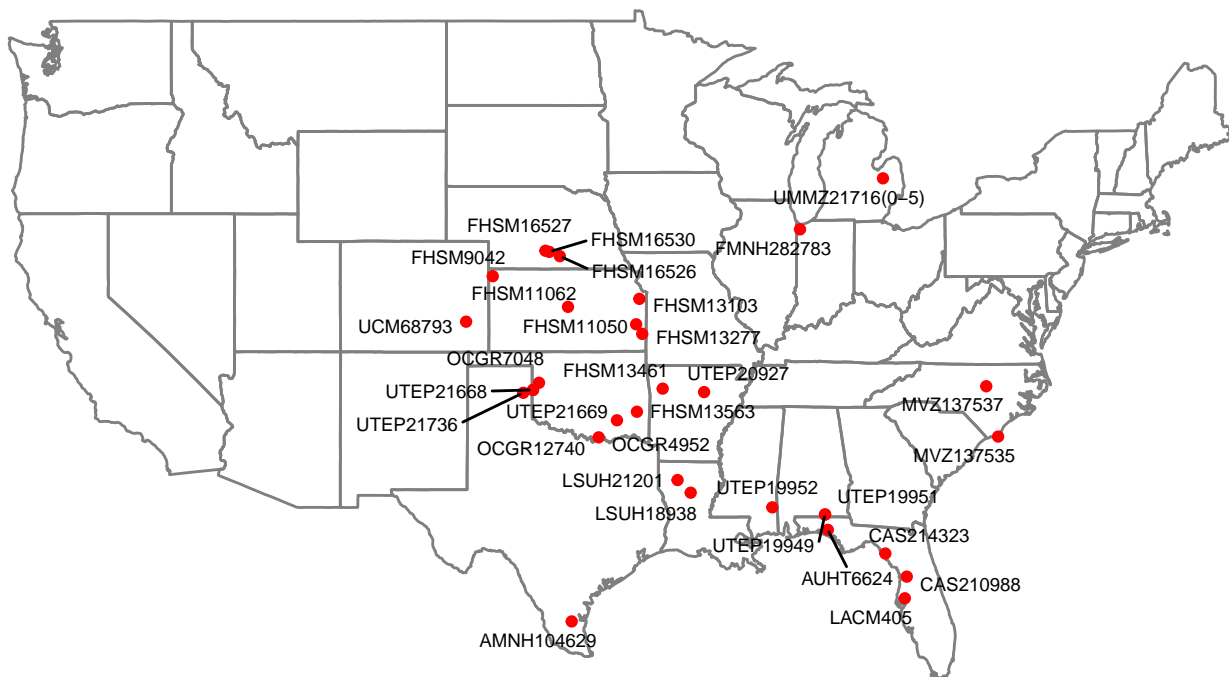 UMMZ21716(0–5)
FHSM16527
FMNH282783
FHSM16530
FHSM9042
FHSM16526
FHSM11062
FHSM13103
UCM68793
FHSM11050
FHSM13277
OCGR7048
FHSM13461
UTEP20927
UTEP21668
MVZ137537
UTEP21669
FHSM13563
UTEP21736
OCGR12740
OCGR4952
MVZ137535
LSUH21201
UTEP19952
UTEP19951
LSUH18938
CAS214323
UTEP19949
AUHT6624
CAS210988
LACM405
AMNH104629